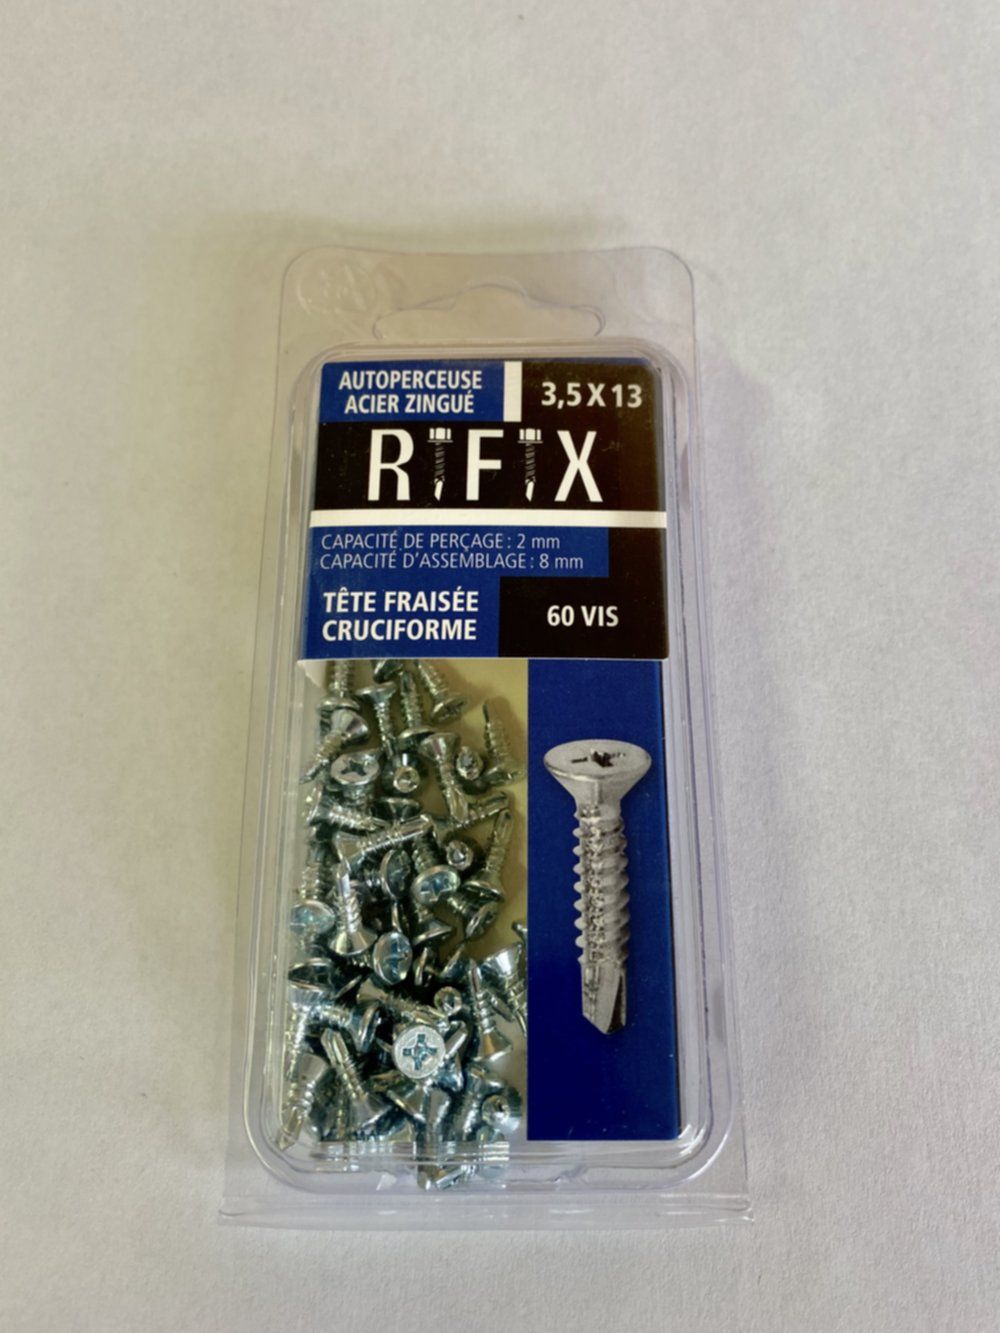 AUTOPERCEUSE
ACIER ZINGUÉ
3,5 X 13
RIFIX
CAPACITÉ DE PERÇAGE : 2 mm
CAPACITÉ D'ASSEMBLAGE : 8 mm
TÊTE FRAISÉE
CRUCIFORME
60 VIS